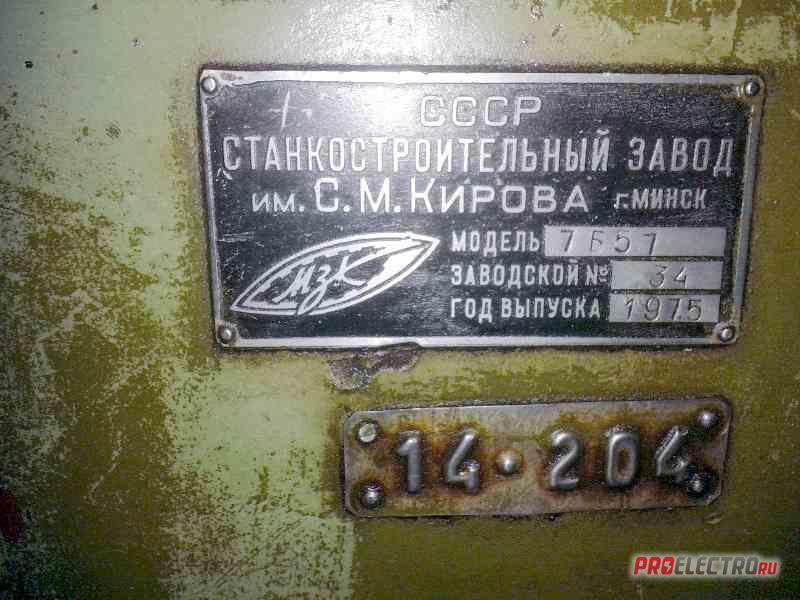 СССР
СТАНКОСТРОИТЕЛЬНЫЙ ЗАВОД
им. С.М.КИРОВА г.МИНСК
МЗК
МОДЕЛЬ 7Б57
ЗАВОДСКОЙ № 34
ГОД ВЫПУСКА 1975
14·204
PROELECTRO.RU